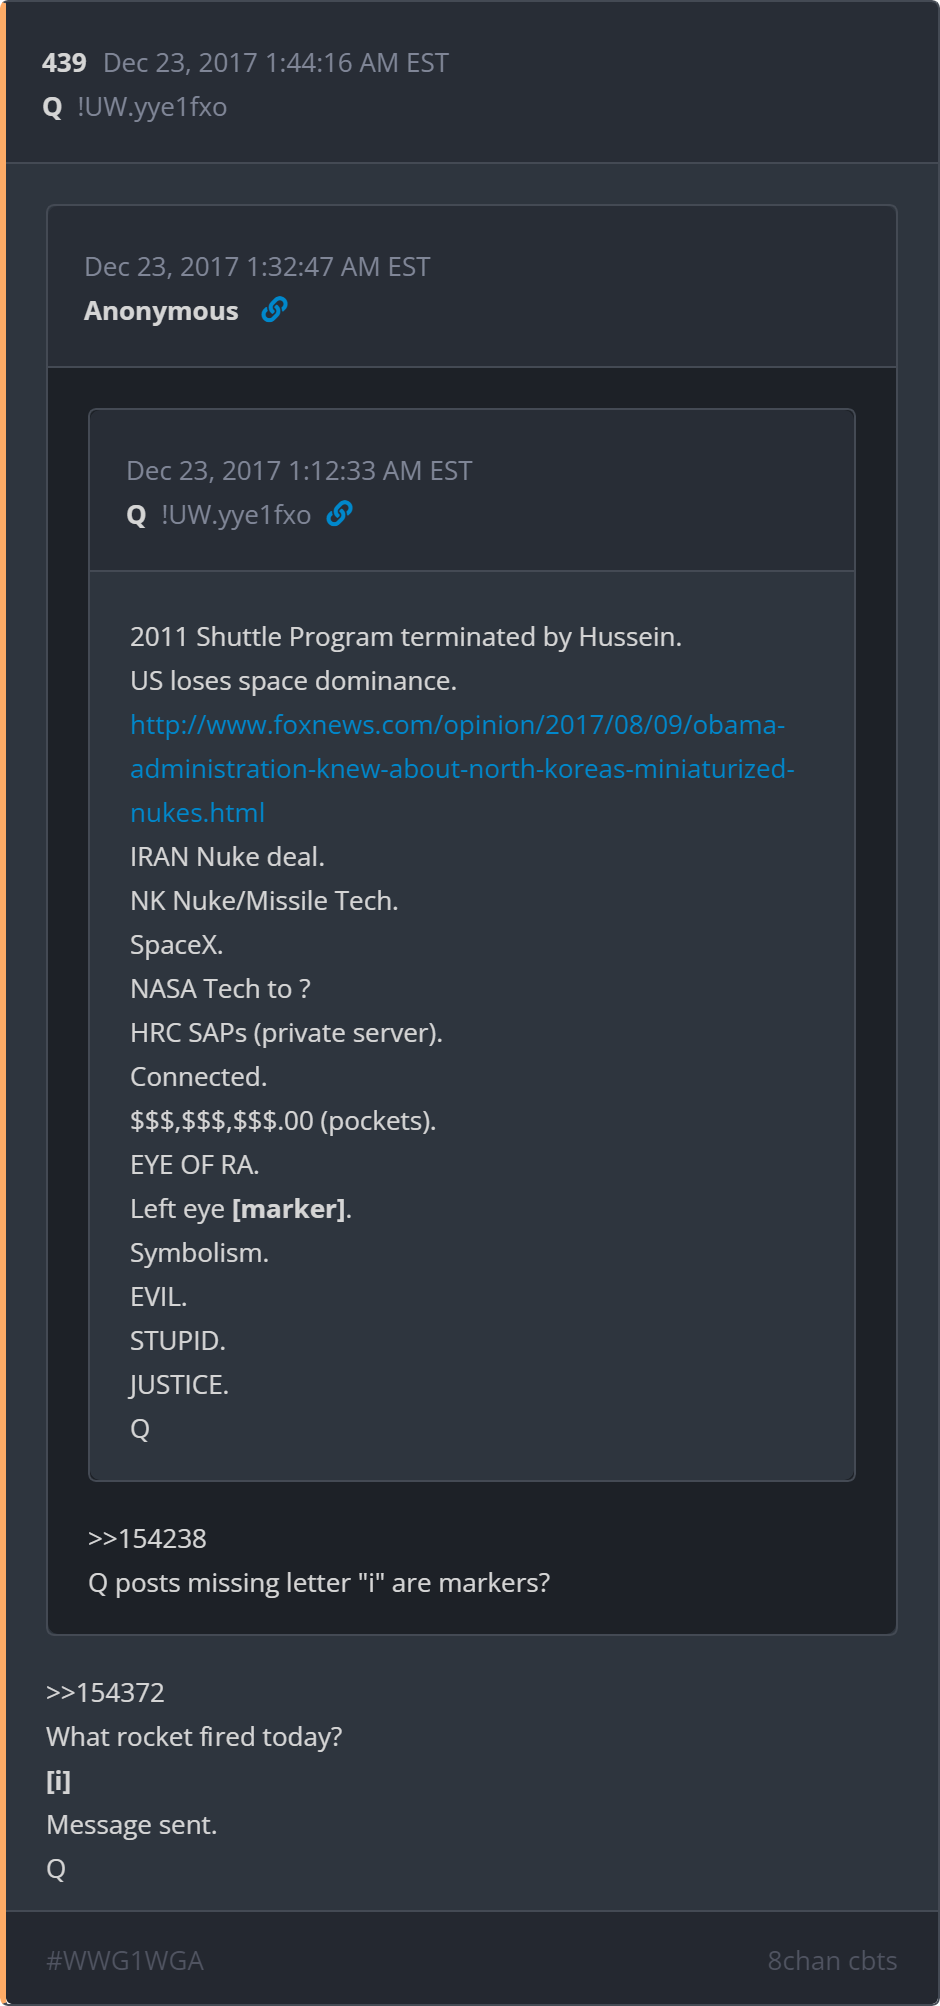 439 Dec 23, 2017 1:44:16 AM EST
Q !UW.yye1fxo
Dec 23, 2017 1:32:47 AM EST
Anonymous
Dec 23, 2017 1:12:33 AM EST
Q !UW.yye1fxo
2011 Shuttle Program terminated by Hussein.
US loses space dominance.
http://www.foxnews.com/opinion/2017/08/09/obama-
administration-knew-about-north-koreas-miniaturized-
nukes.html
IRAN Nuke deal.
NK Nuke/Missile Tech.
SpaceX.
NASA Tech to ?
HRC SAPs (private server).
Connected.
$$$,$$$,$$$.00 (pockets).
EYE OF RA.
Left eye [marker].
Symbolism.
EVIL.
STUPID.
JUSTICE.
Q
>>154238
Q posts missing letter "i" are markers?
>>154372
What rocket fired today?
[i]
Message sent.
Q
#WWG1WGA 8chan cbts